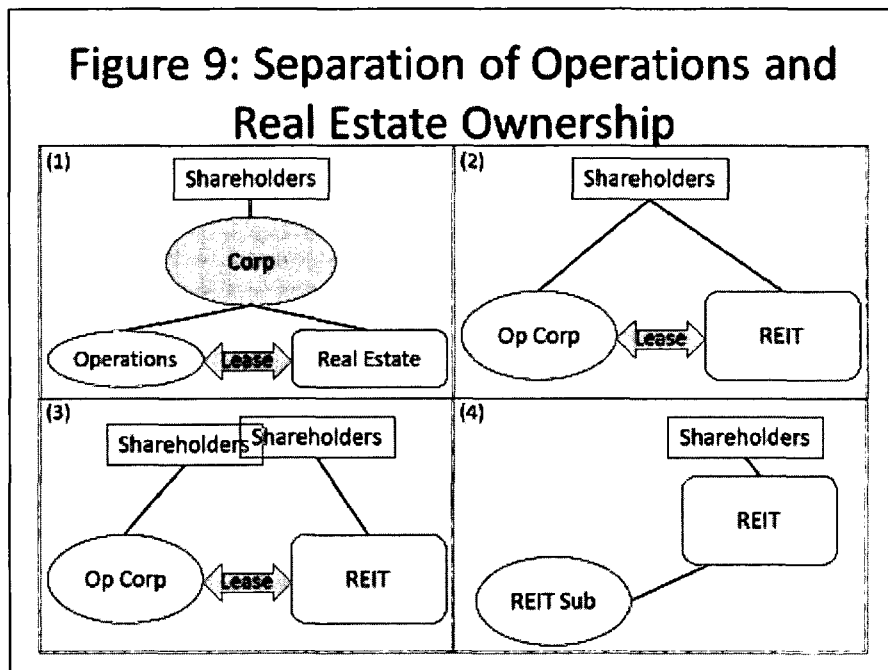 Figure 9: Separation of Operations and
Real Estate Ownership
(1)
Shareholders
Corp
Operations
Lease
Real Estate
(2)
Shareholders
Op Corp
Lease
REIT
(3)
Shareholders
Shareholders
Op Corp
Lease
REIT
(4)
Shareholders
REIT
REIT Sub